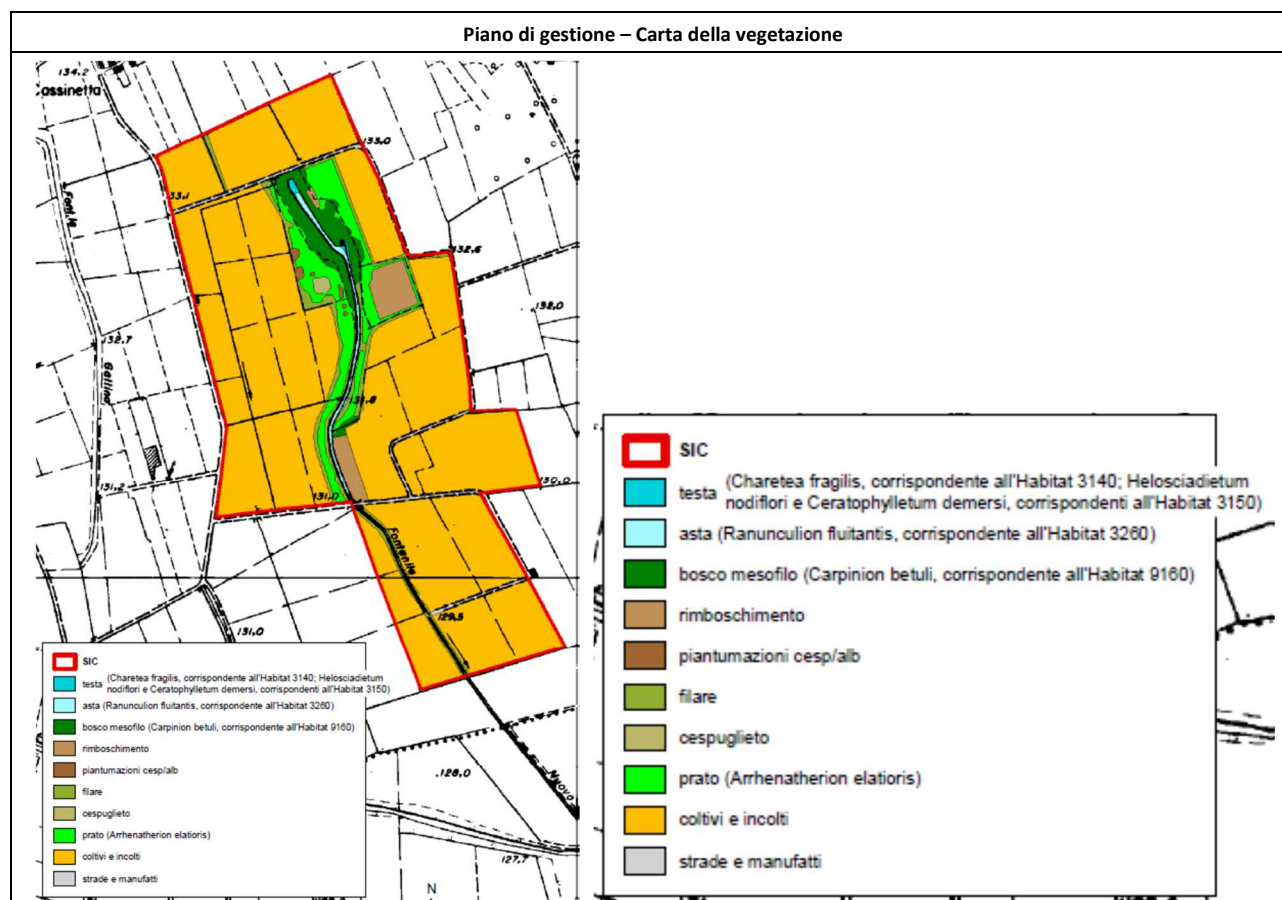 Piano di gestione – Carta della vegetazione
134,2
cassinetta
133,0
33,1
Font.le
132,6
132,0
132,7
Gallina
131,8
131,2
131,0
130,0
Fontanile
129,5
131,0
128,0
Nuovo
127,7
N
SIC
testa (Charetea fragilis, corrispondente all'Habitat 3140; Helosciadietum
nodiflori e Ceratophylletum demersi, corrispondenti all'Habitat 3150)
asta (Ranunculion fluitantis, corrispondente all'Habitat 3260)
bosco mesofilo (Carpinion betuli, corrispondente all'Habitat 9160)
rimboschimento
piantumazioni cesp/alb
filare
cespuglieto
prato (Arrhenatherion elatioris)
coltivi e incolti
strade e manufatti
SIC
testa (Charetea fragilis, corrispondente all'Habitat 3140; Helosciadietum
nodiflori e Ceratophylletum demersi, corrispondenti all'Habitat 3150)
asta (Ranunculion fluitantis, corrispondente all'Habitat 3260)
bosco mesofilo (Carpinion betuli, corrispondente all'Habitat 9160)
rimboschimento
piantumazioni cesp/alb
filare
cespuglieto
prato (Arrhenatherion elatioris)
coltivi e incolti
strade e manufatti